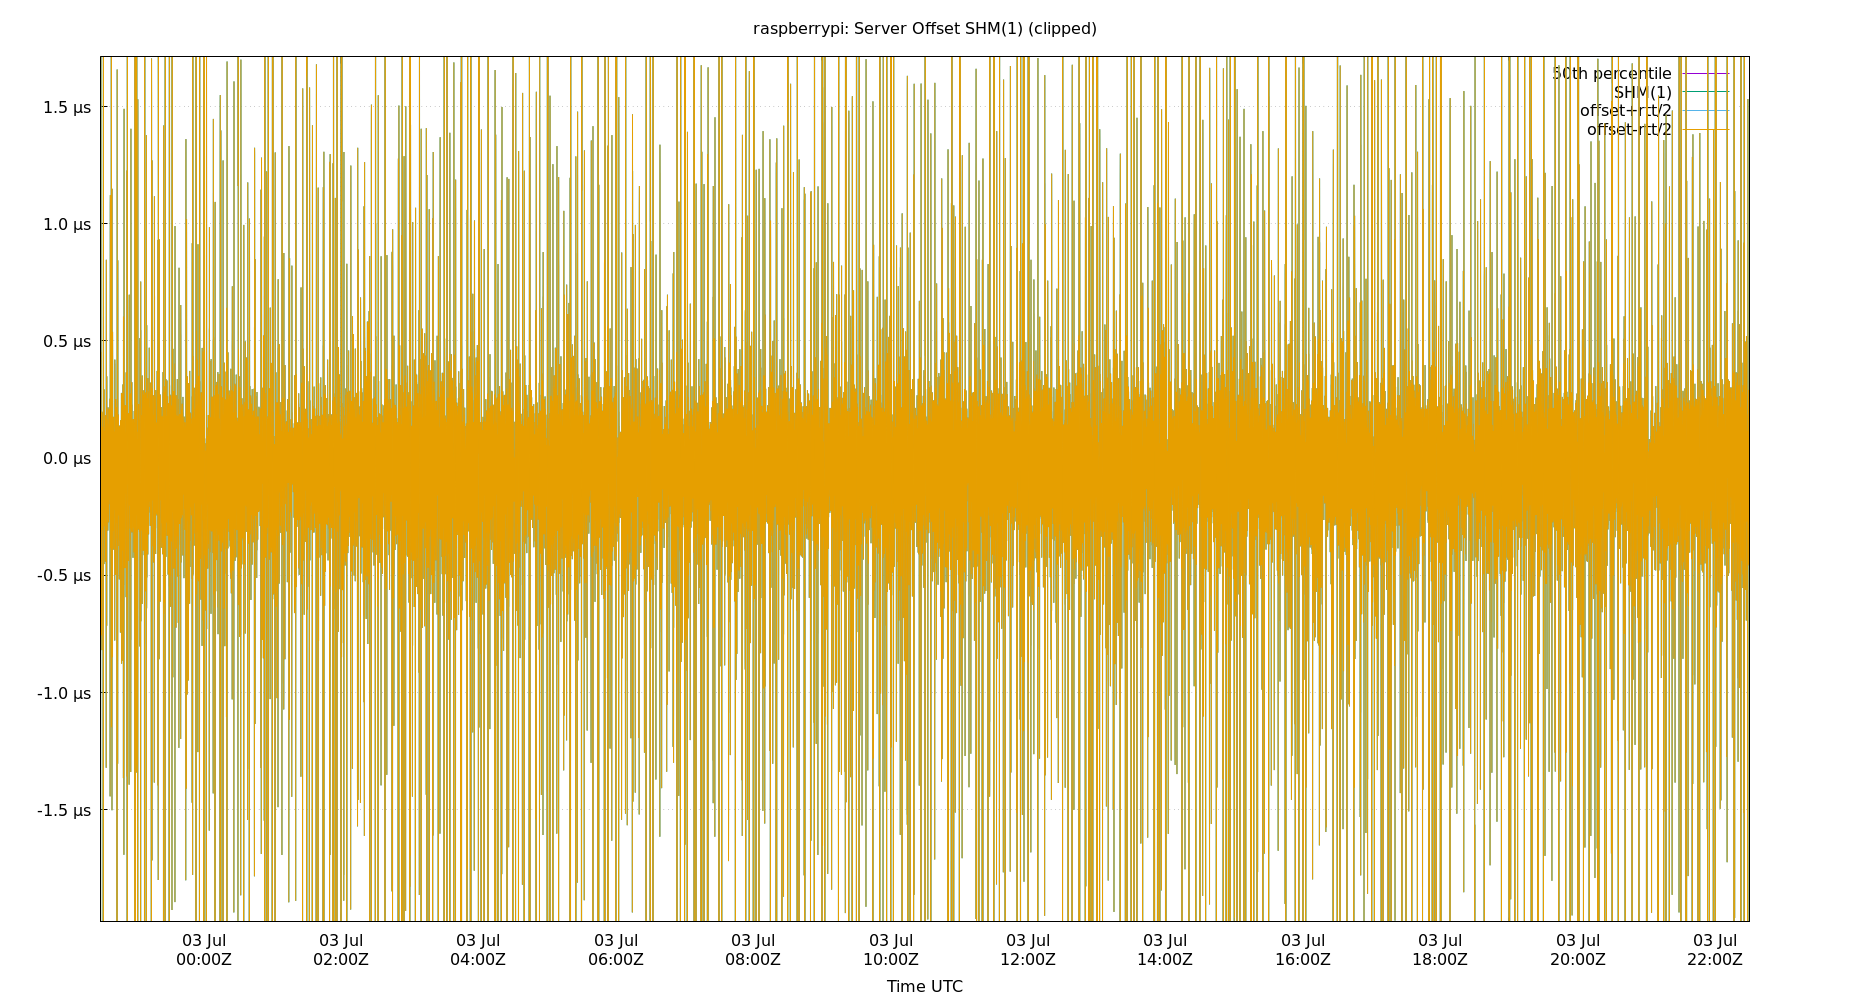 raspberrypi: Server Offset SHM(1) (clipped)
50th percentile
SHM(1)
offset+rtt/2
offset-rtt/2
1.5 µs
1.0 µs
0.5 µs
0.0 µs
-0.5 µs
-1.0 µs
-1.5 µs
03 Jul 03 Jul 03 Jul 03 Jul 03 Jul 03 Jul 03 Jul 03 Jul 03 Jul 03 Jul 03 Jul 03 Jul
00:00Z 02:00Z 04:00Z 06:00Z 08:00Z 10:00Z 12:00Z 14:00Z 16:00Z 18:00Z 20:00Z 22:00Z
Time UTC